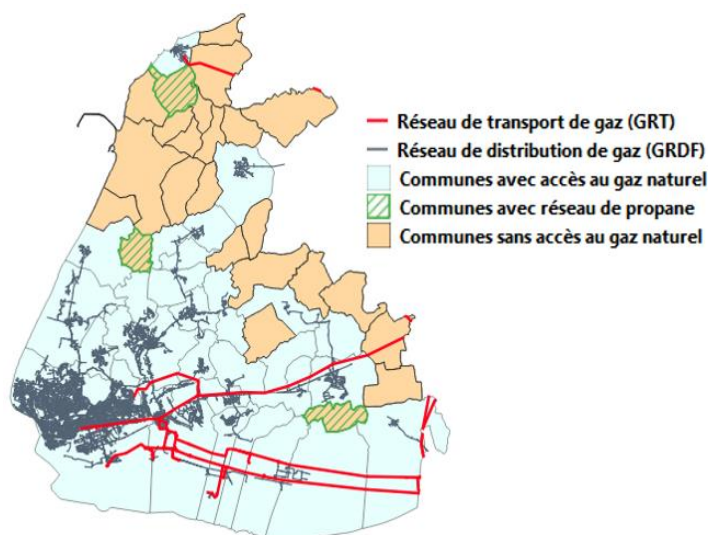 Réseau de transport de gaz (GRT)
Réseau de distribution de gaz (GRDF)
Communes avec accès au gaz naturel
Communes avec réseau de propane
Communes sans accès au gaz naturel